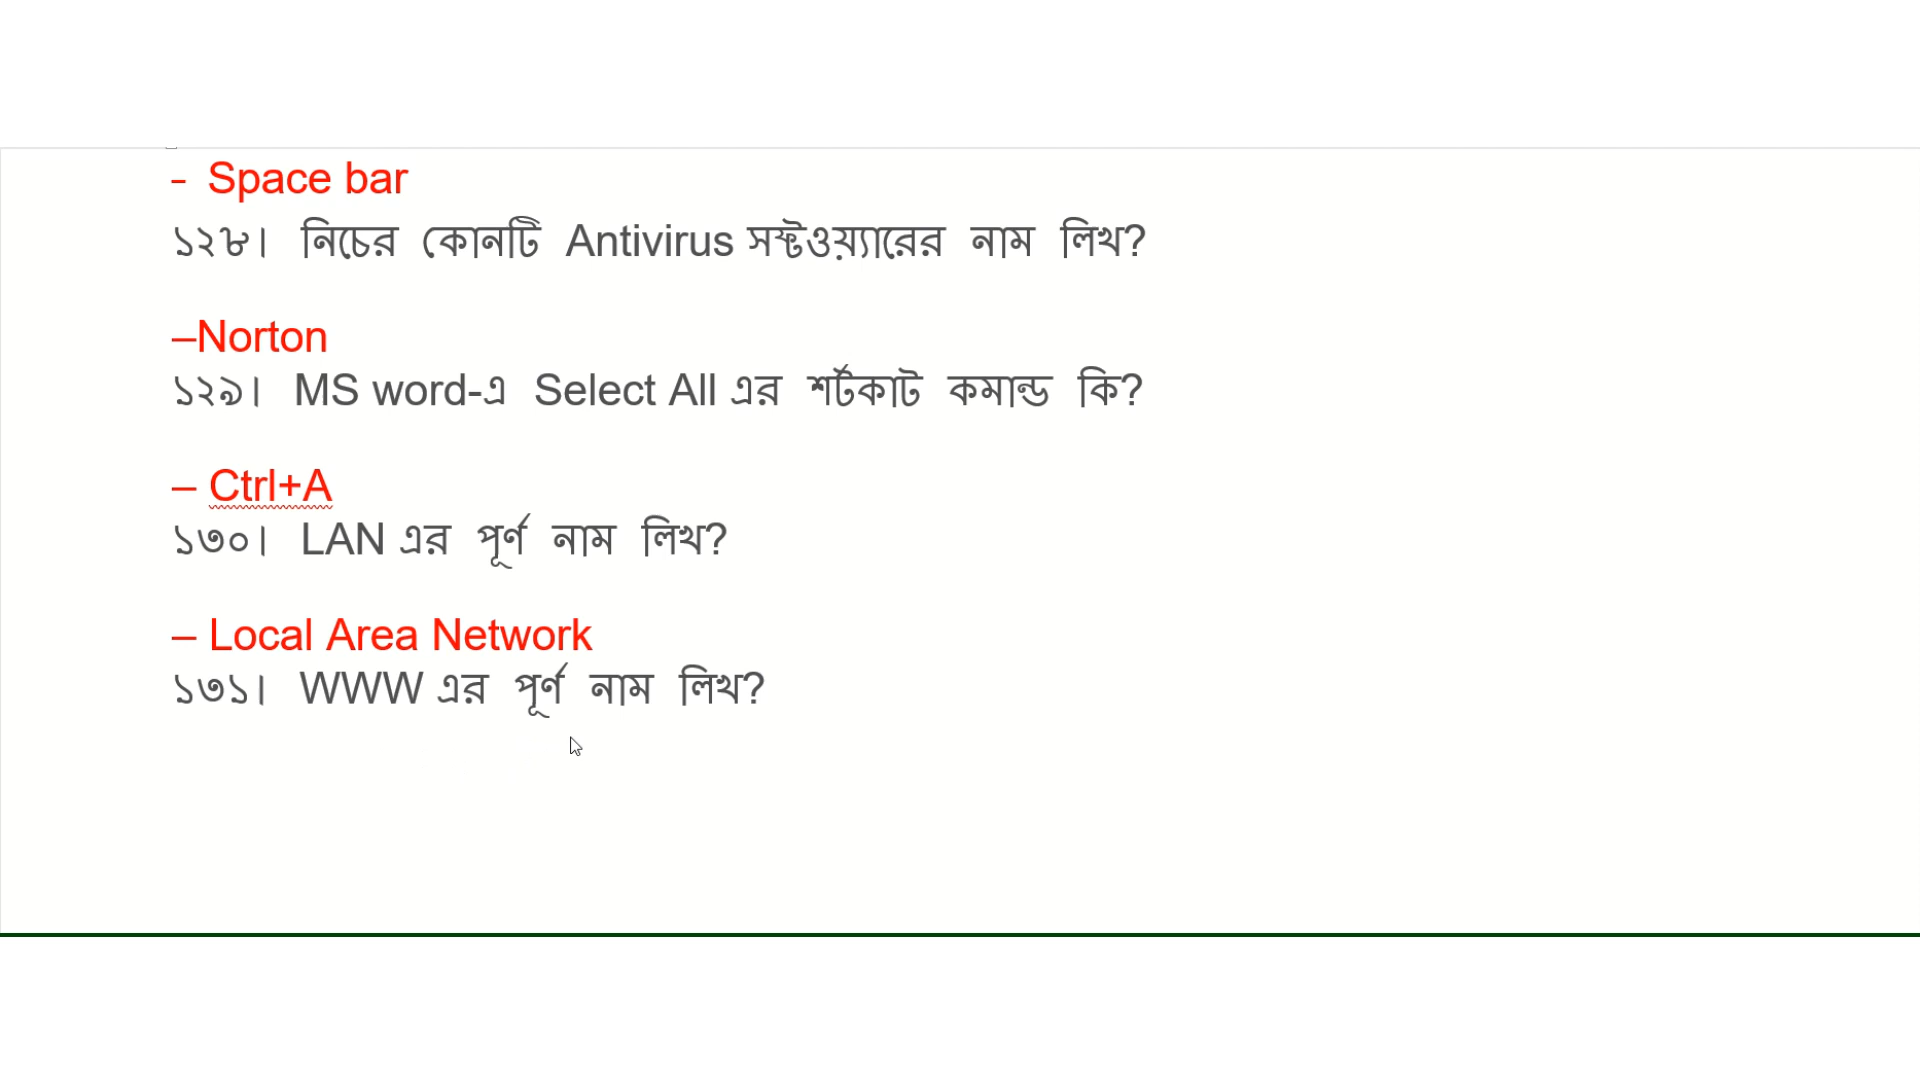 - Space bar
১২৮। নিচের কোনটি Antivirus সফ্টওয়্যারের নাম লিখ?
–Norton
১২৯। MS word-এ Select All এর শর্টকাট কমান্ড কি?
– Ctrl+A
১৩০। LAN এর পূর্ণ নাম লিখ?
– Local Area Network
১৩১। WWW এর পূর্ণ নাম লিখ?